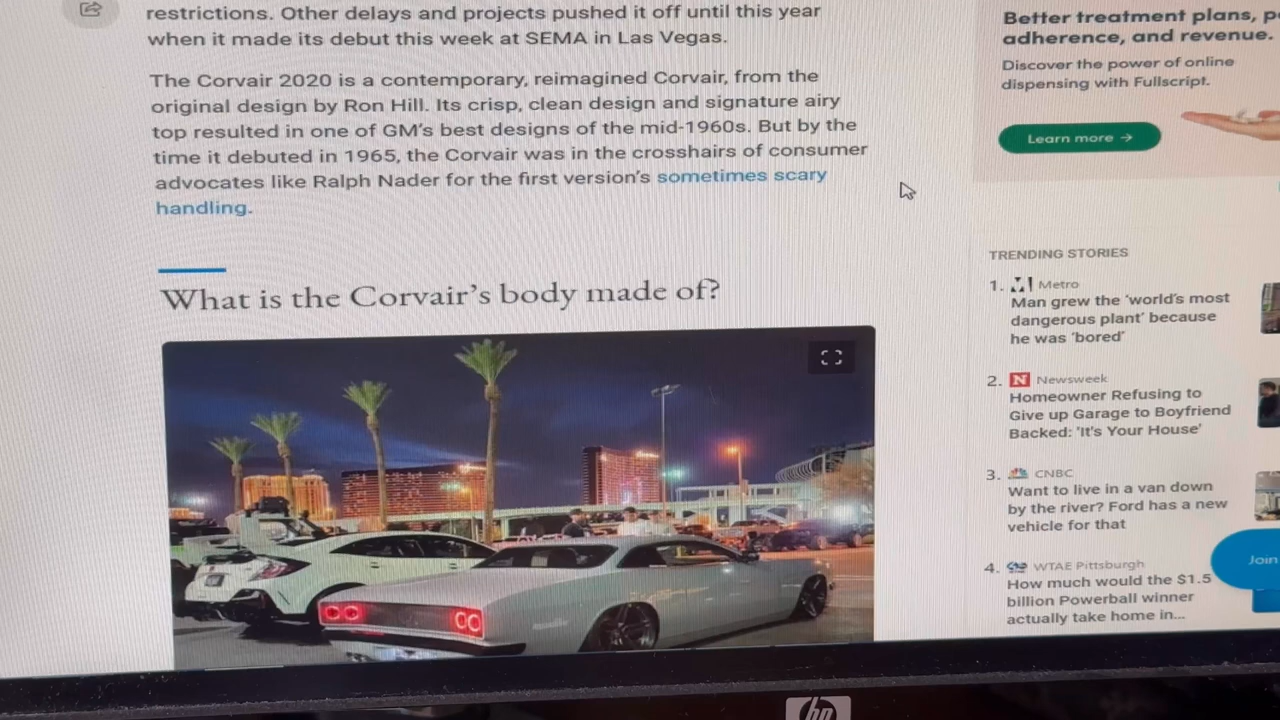 restrictions. Other delays and projects pushed it off until this year
when it made its debut this week at SEMA in Las Vegas.
The Corvair 2020 is a contemporary, reimagined Corvair, from the
original design by Ron Hill. Its crisp, clean design and signature airy
top resulted in one of GM's best designs of the mid-1960s. But by the
time it debuted in 1965, the Corvair was in the crosshairs of consumer
advocates like Ralph Nader for the first version's sometimes scary
handling.
What is the Corvair's body made of?
Better treatment plans,
adherence, and revenue.
Discover the power of online
dispensing with Fullscript.
Learn more →
TRENDING STORIES
1. Metro
Man grew the 'world's most
dangerous plant' because
he was 'bored'
2. N Newsweek
Homeowner Refusing to
Give up Garage to Boyfriend
Backed: 'It's Your House'
3. CNBC
Want to live in a van down
by the river? Ford has a new
vehicle for that
4. WTAE Pittsburgh
How much would the $1.5
billion Powerball winner
actually take home in...
Join
hp